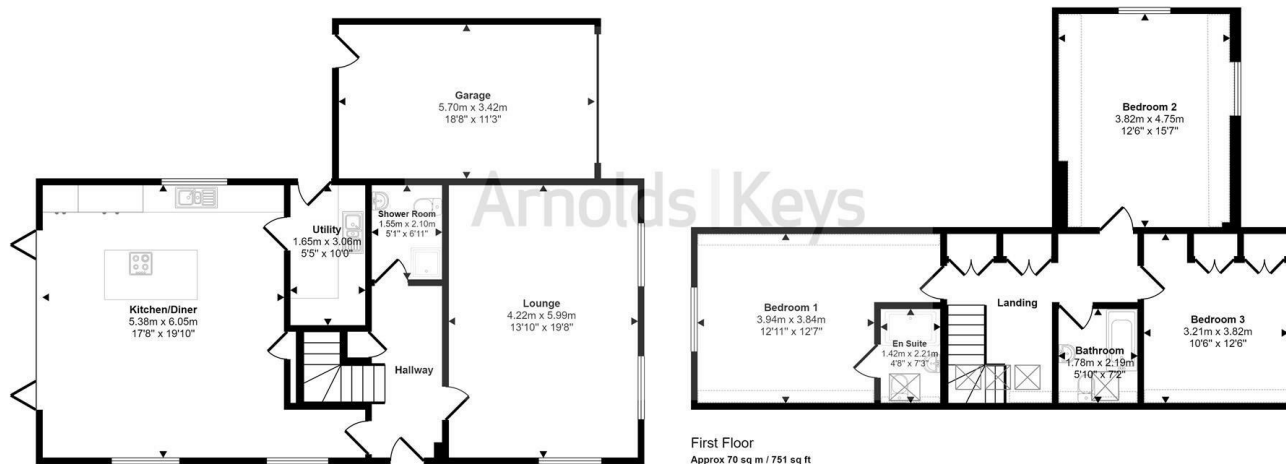 Garage
5.70m x 3.42m
18'8" x 11'3"
Arnolds Keys
Kitchen/Diner
5.38m x 6.05m
17'8" x 19'10"
Utility
1.65m x 3.06m
5'5" x 10'0"
Shower Room
1.55m x 2.10m
5'1" x 6'11"
Lounge
4.22m x 5.99m
13'10" x 19'8"
Hallway
Bedroom 2
3.82m x 4.75m
12'6" x 15'7"
Bedroom 1
3.94m x 3.84m
12'11" x 12'7"
En Suite
1.42m x 2.21m
4'8" x 7'3"
Landing
Bathroom
1.78m x 2.19m
5'10" x 7'2"
Bedroom 3
3.21m x 3.82m
10'6" x 12'6"
First Floor
Approx 70 sq m / 751 sq ft